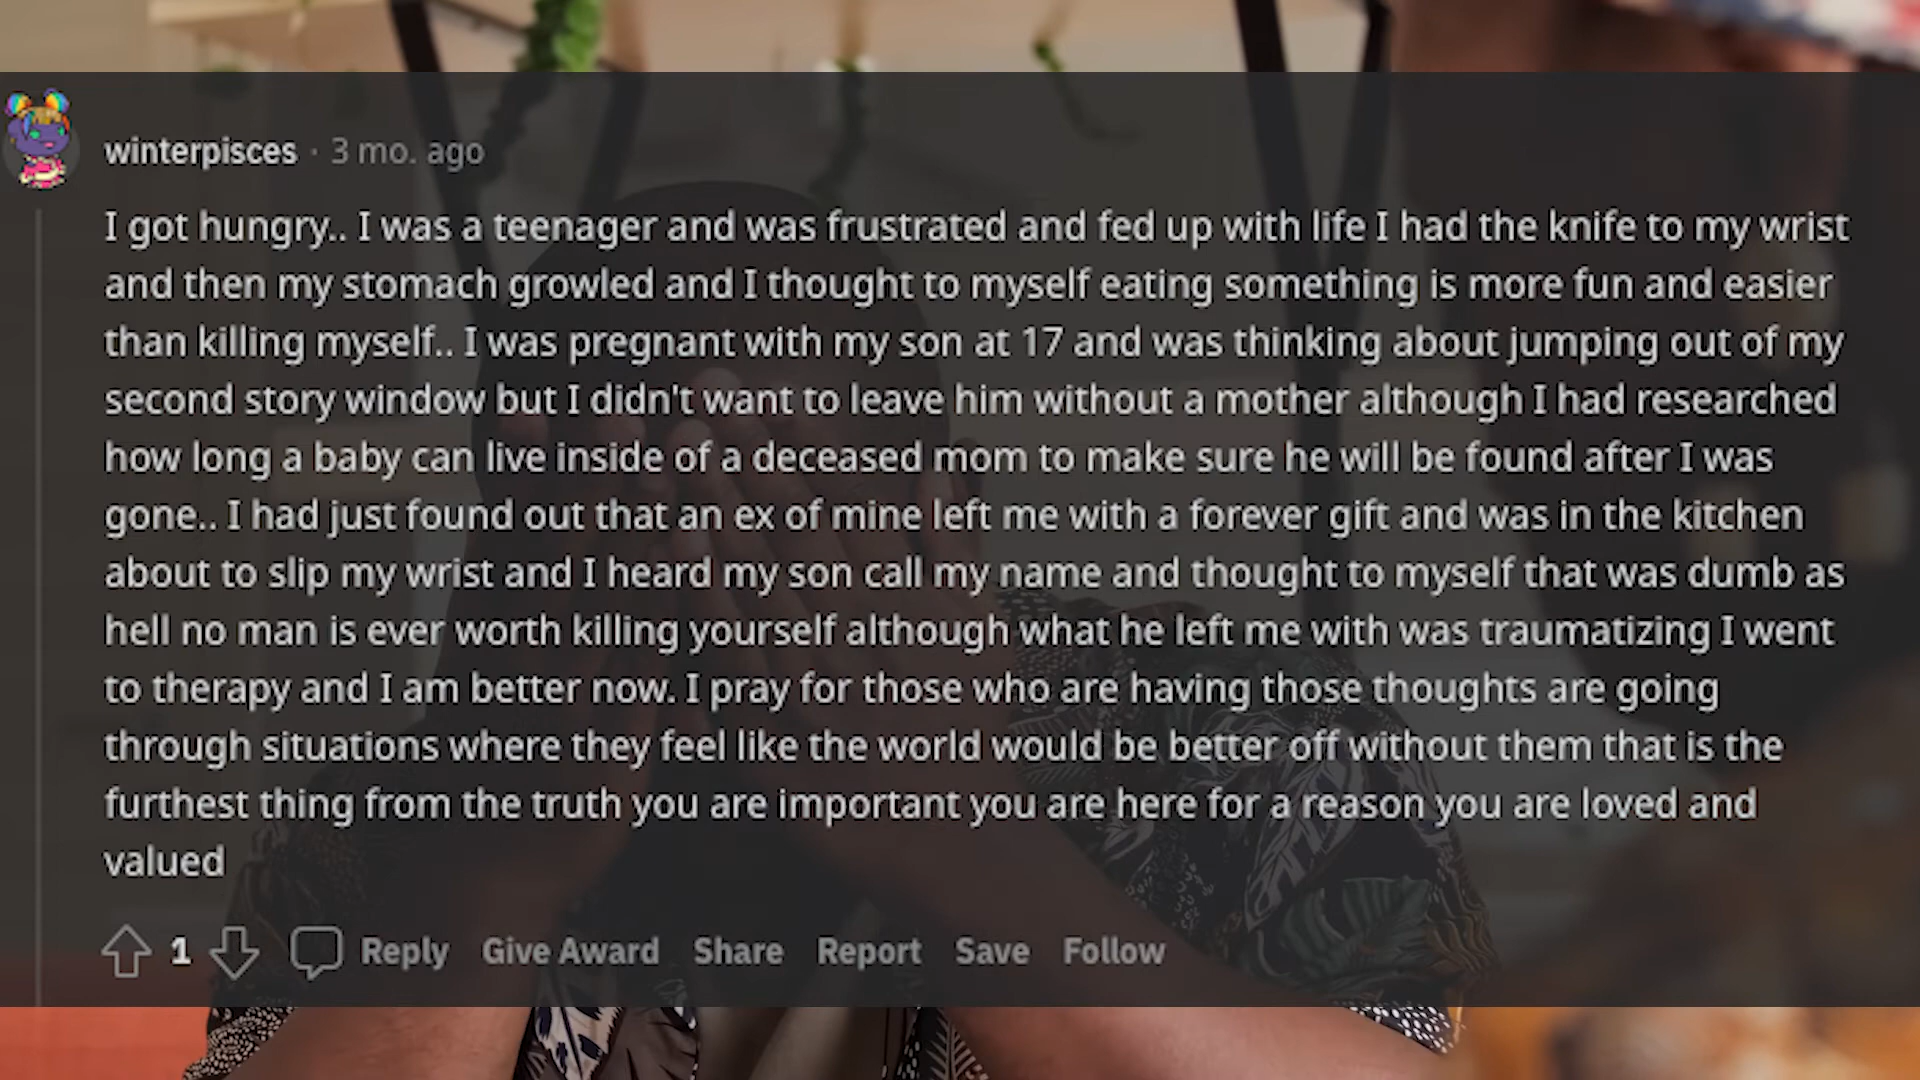 winterpisces · 3 mo. ago
I got hungry.. I was a teenager and was frustrated and fed up with life I had the knife to my wrist
and then my stomach growled and I thought to myself eating something is more fun and easier
than killing myself.. I was pregnant with my son at 17 and was thinking about jumping out of my
second story window but I didn't want to leave him without a mother although I had researched
how long a baby can live inside of a deceased mom to make sure he will be found after I was
gone.. I had just found out that an ex of mine left me with a forever gift and was in the kitchen
about to slip my wrist and I heard my son call my name and thought to myself that was dumb as
hell no man is ever worth killing yourself although what he left me with was traumatizing I went
to therapy and I am better now. I pray for those who are having those thoughts are going
through situations where they feel like the world would be better off without them that is the
furthest thing from the truth you are important you are here for a reason you are loved and
valued
1 Reply Give Award Share Report Save Follow